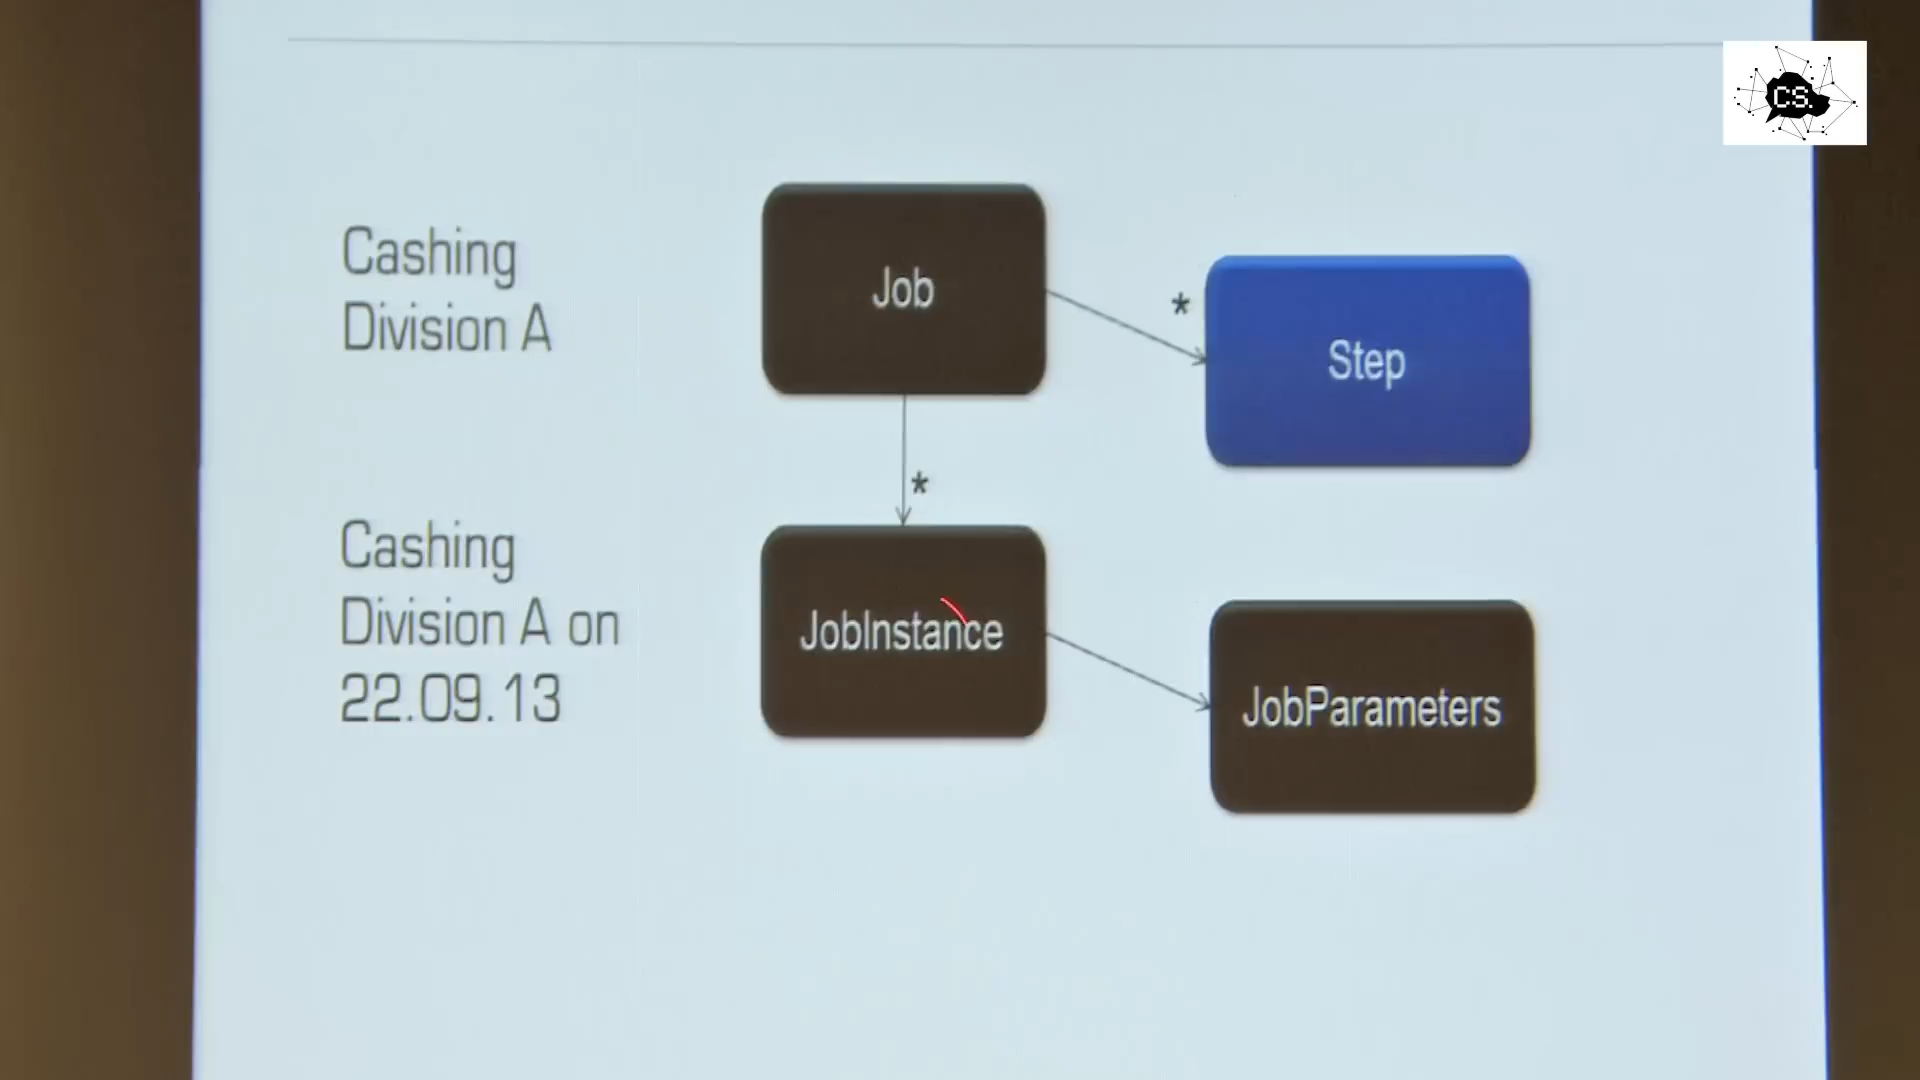 CS.
Cashing
Division A
Job
*
Step
*
Cashing
Division A on
22.09.13
JobInstance
JobParameters